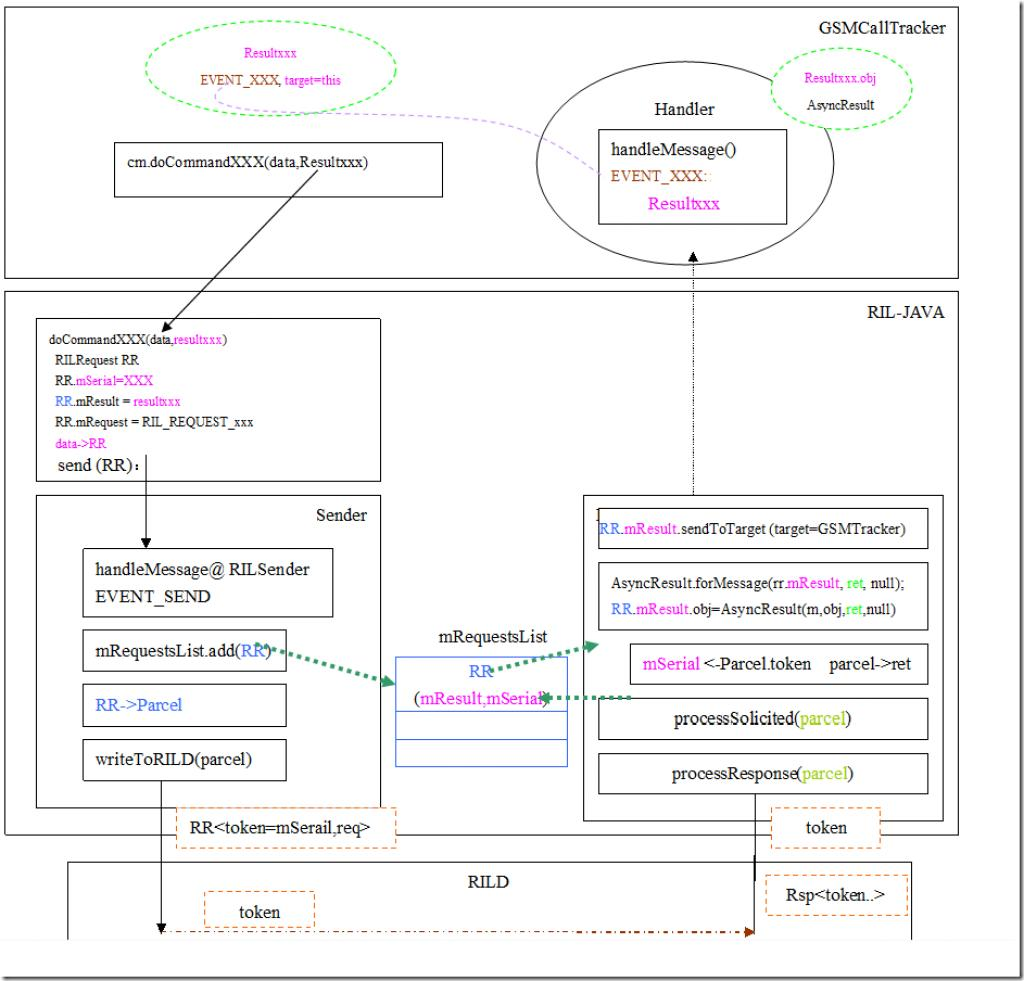 GSMCallTracker
Resultxxx
EVENT_XXX, target=this
Resultxxx.obj
AsyncResult
Handler
cm.doCommandXXX(data,Resultxxx)
handleMessage()
EVENT_XXX:
Resultxxx
RIL-JAVA
doCommandXXX(data,resultxxx)
RILRequest RR
RR.mSerial=XXX
RR.mResult = resultxxx
RR.mRequest = RIL_REQUEST_xxx
data->RR
send (RR):
Sender
handleMessage@ RILSender
EVENT_SEND
mRequestsList.add(RR)
RR->Parcel
writeToRILD(parcel)
mRequestsList
RR
(mResult,mSerial)
RR.mResult.sendToTarget (target=GSMTracker)
AsyncResult.forMessage(rr.mResult, ret, null);
RR.mResult.obj=AsyncResult(m,obj,ret,null)
mSerial <-Parcel.token parcel->ret
processSolicited(parcel)
processResponse(parcel)
RR<token=mSerail,req>
token
RILD
token
Rsp<token..>